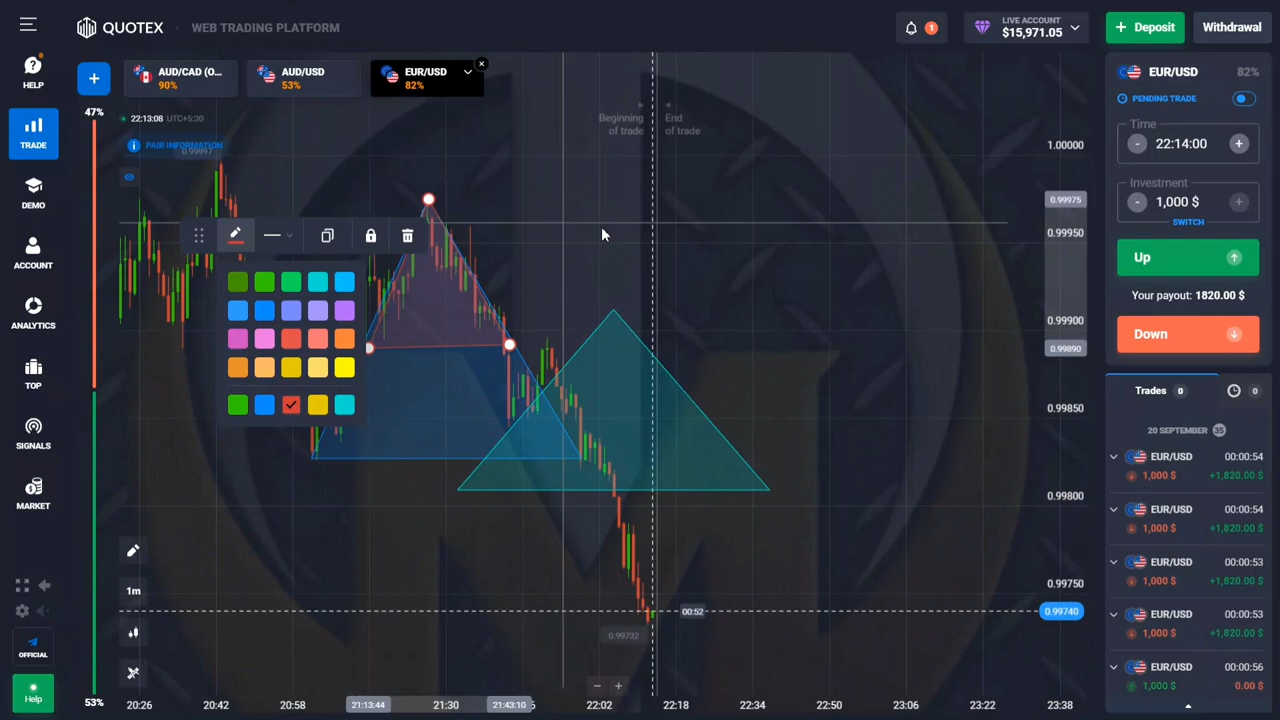 QUOTEX
WEB TRADING PLATFORM
1
LIVE ACCOUNT
$15,971.05
+ Deposit
Withdrawal
HELP
TRADE
DEMO
ACCOUNT
ANALYTICS
TOP
SIGNALS
MARKET
OFFICIAL
Help
+
AUD/CAD (O...
90%
AUD/USD
53%
EUR/USD
82%
47%
53%
22:13:08 UTC+5:30
PAIR INFORMATION
0.99997
Beginning
of trade
End
of trade
1.00000
0.99975
0.99950
0.99900
0.99890
0.99850
0.99800
0.99750
0.99740
00:52
0.99732
1m
20:26
20:42
20:58
21:13:44
21:30
21:43:10
22:02
22:18
22:34
22:50
23:06
23:22
23:38
EUR/USD 82%
PENDING TRADE
Time
- 22:14:00 +
Investment
- 1,000 $ +
SWITCH
Up
Your payout: 1820.00 $
Down
Trades 0
0
20 SEPTEMBER 35
EUR/USD 00:00:54
1,000 $ +1,820.00 $
EUR/USD 00:00:54
1,000 $ +1,820.00 $
EUR/USD 00:00:53
1,000 $ +1,820.00 $
EUR/USD 00:00:53
1,000 $ +1,820.00 $
EUR/USD 00:00:56
1,000 $ 0.00 $